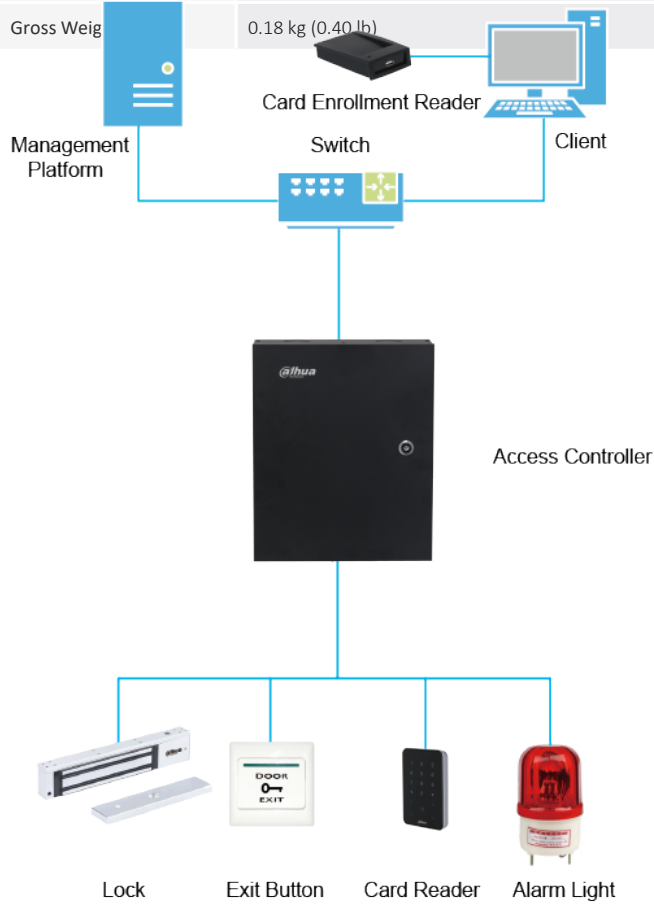 Gross Weig
0.18 kg (0.40 lb)
Card Enrollment Reader
Management
Platform
Switch
Client
alhua
Access Controller
DOOR
EXIT
alhua
Lock
Exit Button
Card Reader
Alarm Light